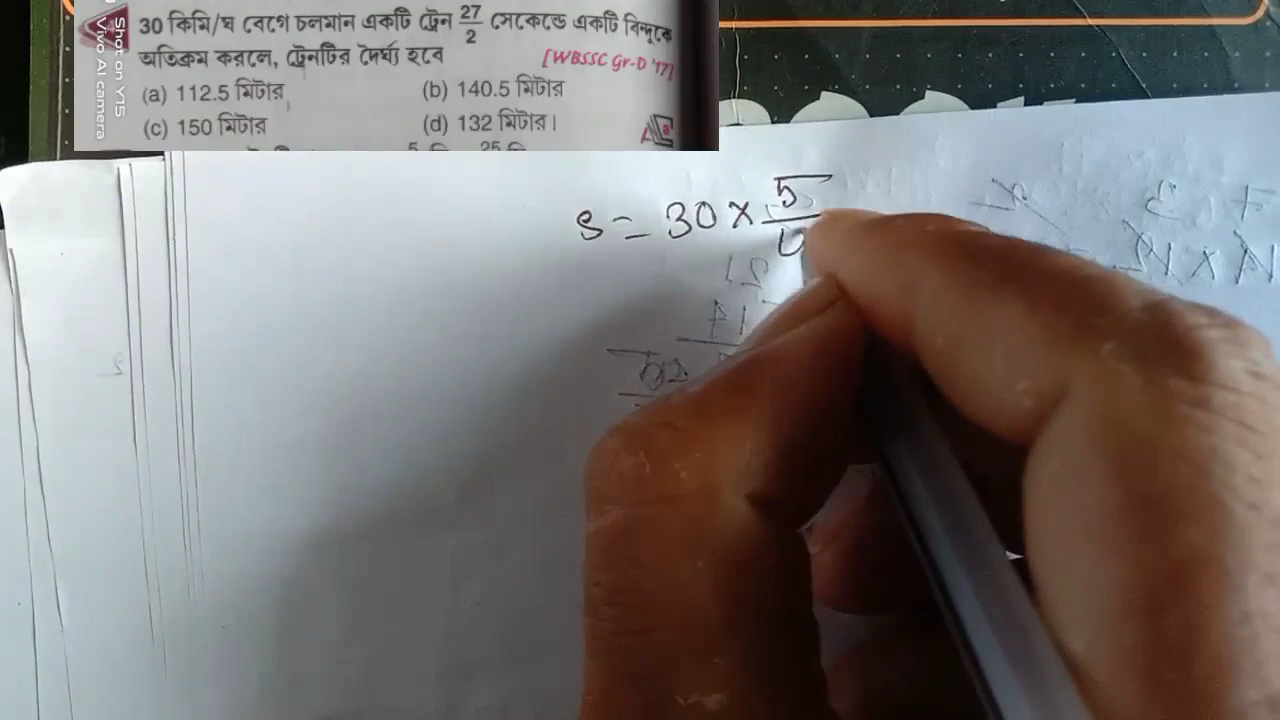 30 কিমি/ঘ বেগে চলমান একটি ট্রেন 27/2 সেকেন্ডে একটি বিন্দুকে
অতিক্রম করলে, ট্রেনটির দৈর্ঘ্য হবে [WBSSC Gr-D '17]
(a) 112.5 মিটার (b) 140.5 মিটার
(c) 150 মিটার (d) 132 মিটার।
Shot on Y15
Vivo AI camera
S = 30 × 5